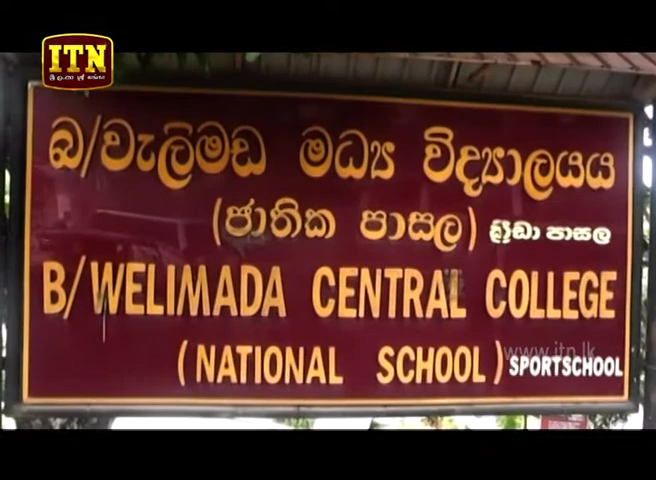 ITN
බ/වැලිමඩ මධ්‍ය විද්‍යාලයය
(ජාතික පාසල) ක්‍රීඩා පාසල
B/WELIMADA CENTRAL COLLEGE
(NATIONAL SCHOOL) SPORTSCHOOL
www.itn.lk